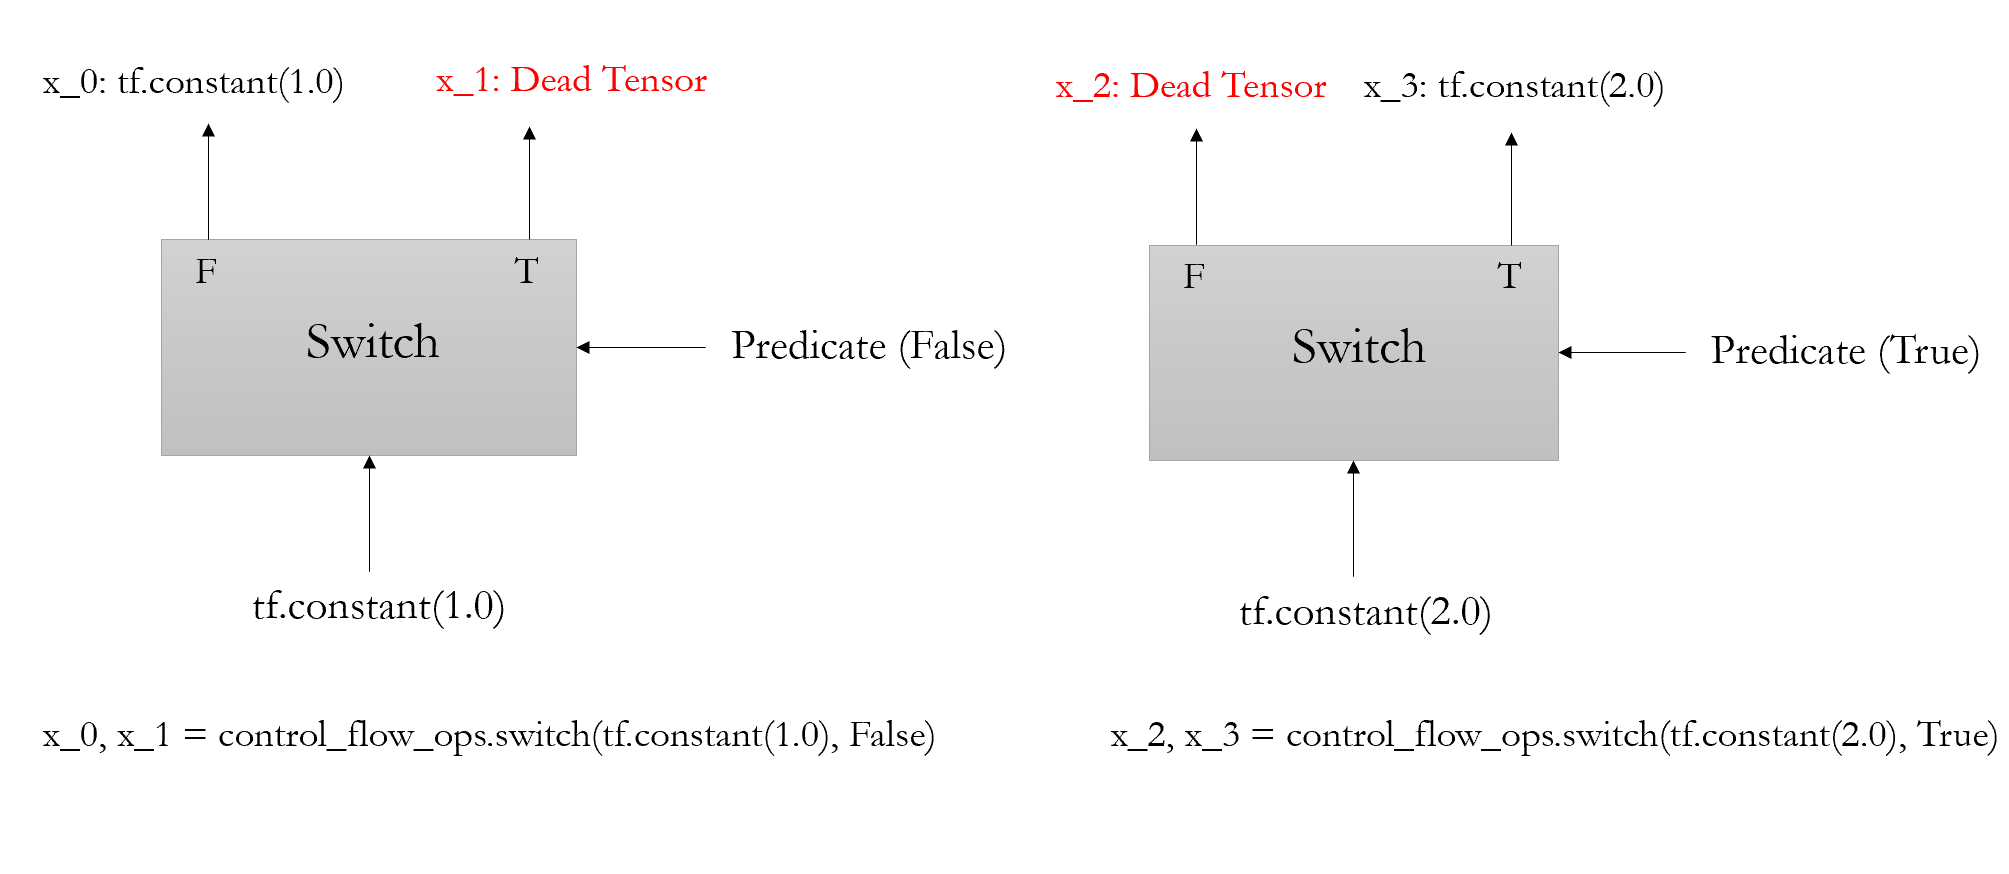 x_0: tf.constant(1.0)
x_1: Dead Tensor
F
T
Switch
Predicate (False)
tf.constant(1.0)
x_0, x_1 = control_flow_ops.switch(tf.constant(1.0), False)
x_2: Dead Tensor
x_3: tf.constant(2.0)
F
T
Switch
Predicate (True)
tf.constant(2.0)
x_2, x_3 = control_flow_ops.switch(tf.constant(2.0), True)